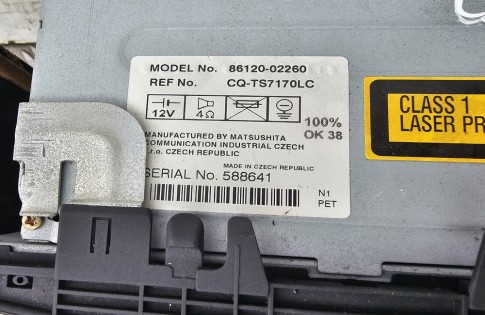 MODEL No. 86120-02260
REF No. CQ-TS7170LC
12V
4Ω
100%
OK 38
MANUFACTURED BY MATSUSHITA
COMMUNICATION INDUSTRIAL CZECH
s.r.o. CZECH REPUBLIC
MADE IN CZECH REPUBLIC
SERIAL No. 588641
N1
PET
CLASS 1
LASER PR